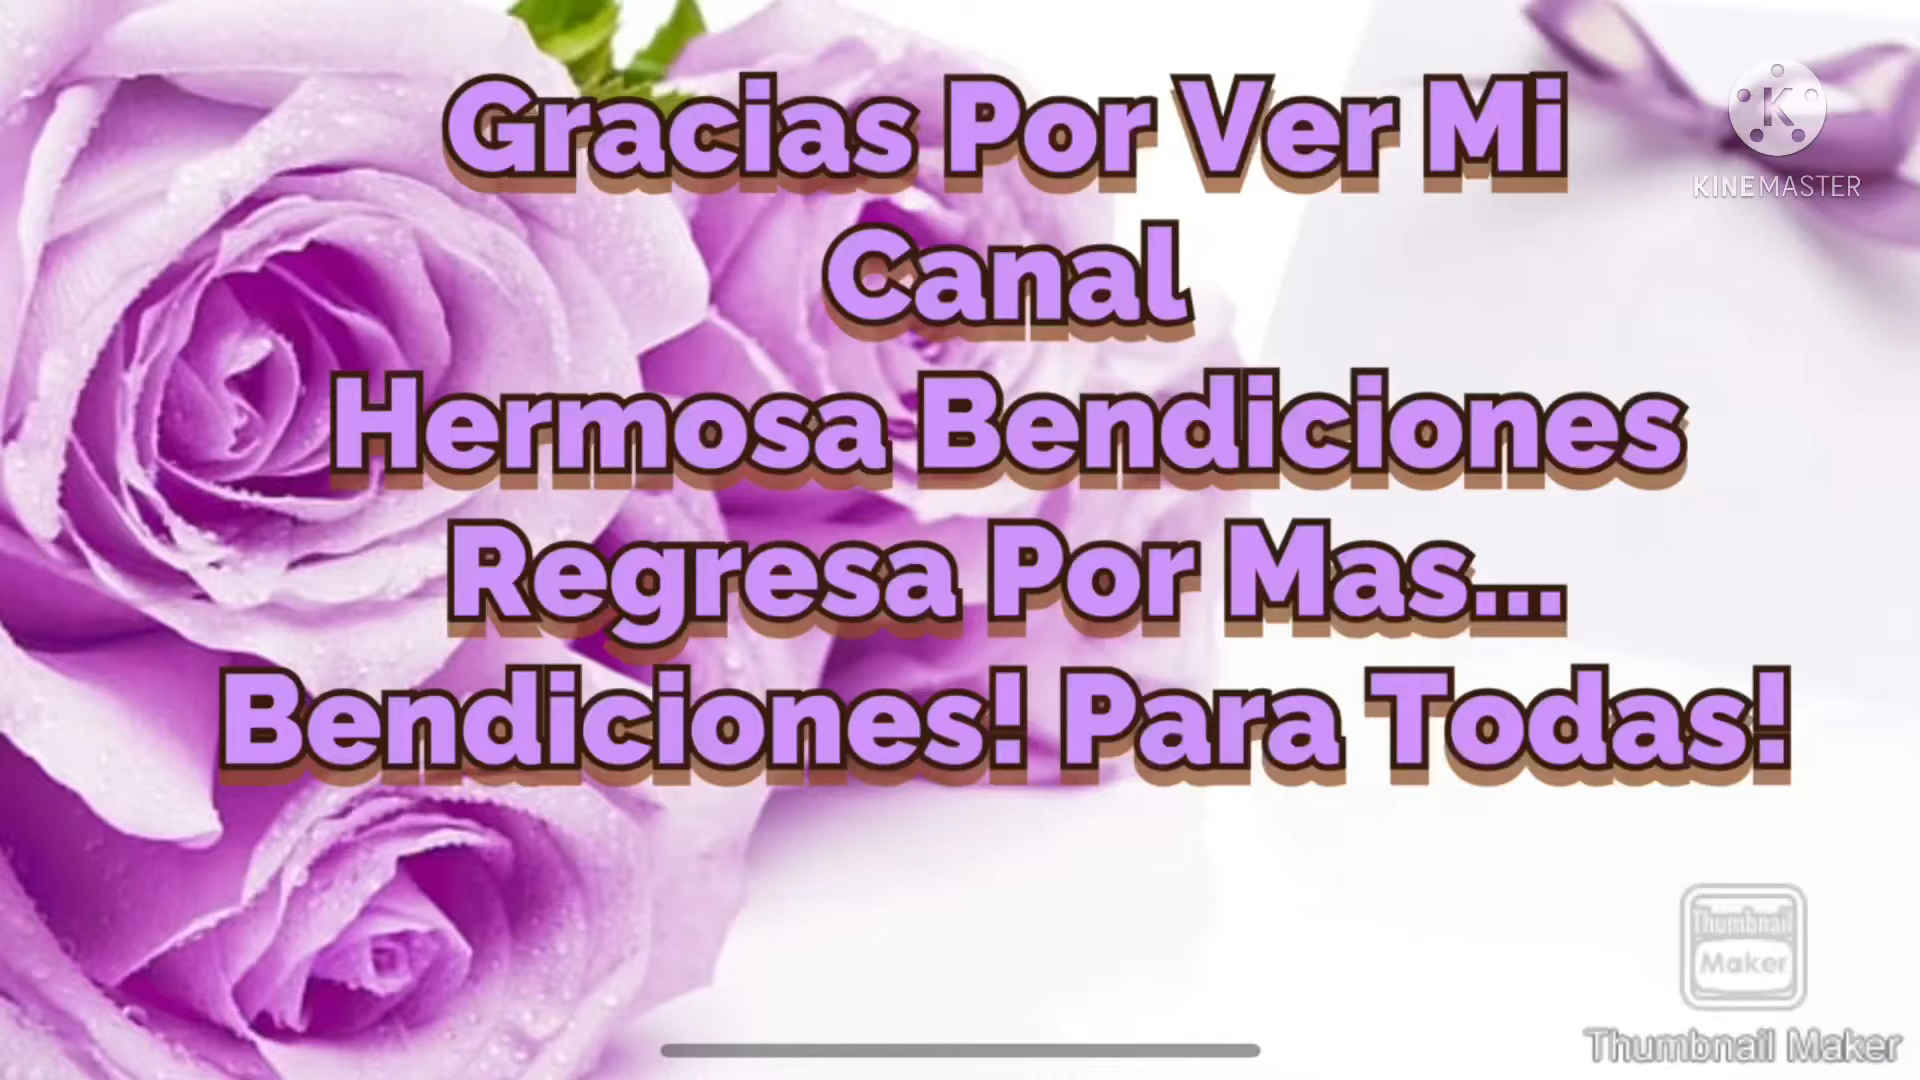 Gracias Por Ver Mi
Canal
Hermosa Bendiciones
Regresa Por Mas...
Bendiciones! Para Todas!
K
KINEMASTER
Thumbnail
Maker
Thumbnail Maker